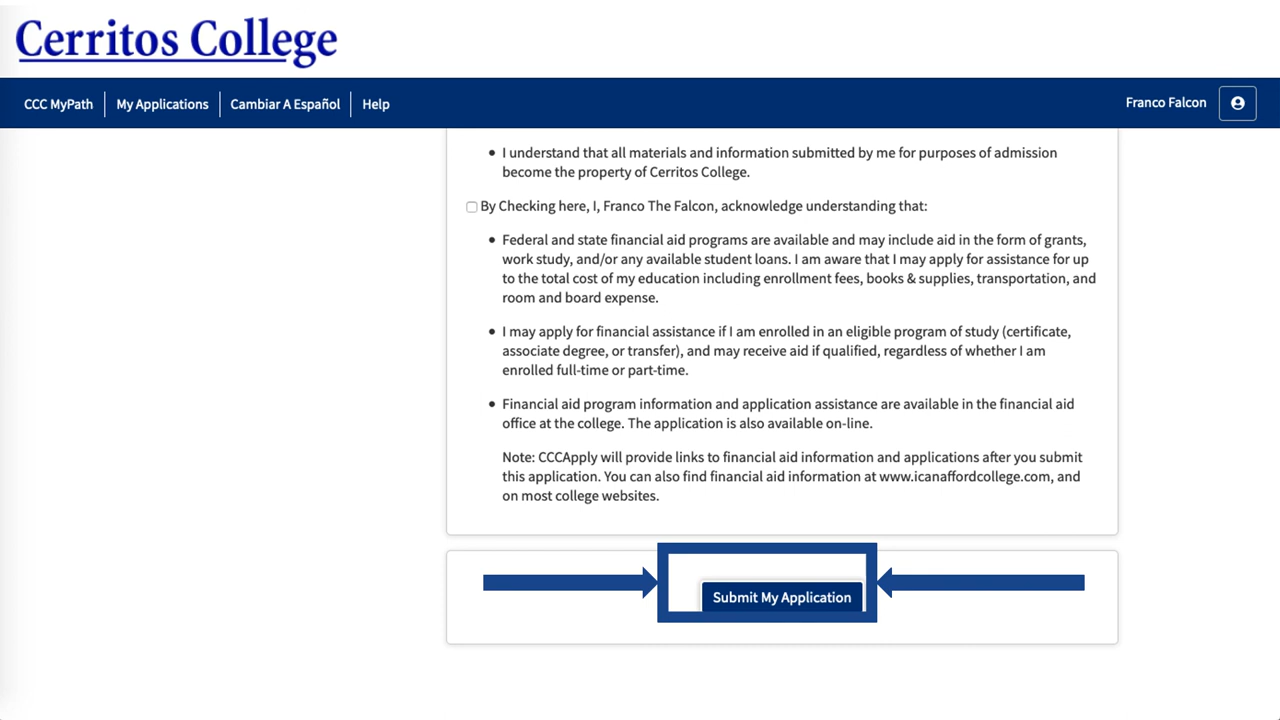 Cerritos College
CCC MyPath
My Applications
Cambiar A Español
Help
Franco Falcon
• I understand that all materials and information submitted by me for purposes of admission
become the property of Cerritos College.
By Checking here, I, Franco The Falcon, acknowledge understanding that:
• Federal and state financial aid programs are available and may include aid in the form of grants,
work study, and/or any available student loans. I am aware that I may apply for assistance for up
to the total cost of my education including enrollment fees, books & supplies, transportation, and
room and board expense.
• I may apply for financial assistance if I am enrolled in an eligible program of study (certificate,
associate degree, or transfer), and may receive aid if qualified, regardless of whether I am
enrolled full-time or part-time.
• Financial aid program information and application assistance are available in the financial aid
office at the college. The application is also available on-line.
Note: CCCApply will provide links to financial aid information and applications after you submit
this application. You can also find financial aid information at www.icanaffordcollege.com, and
on most college websites.
Submit My Application